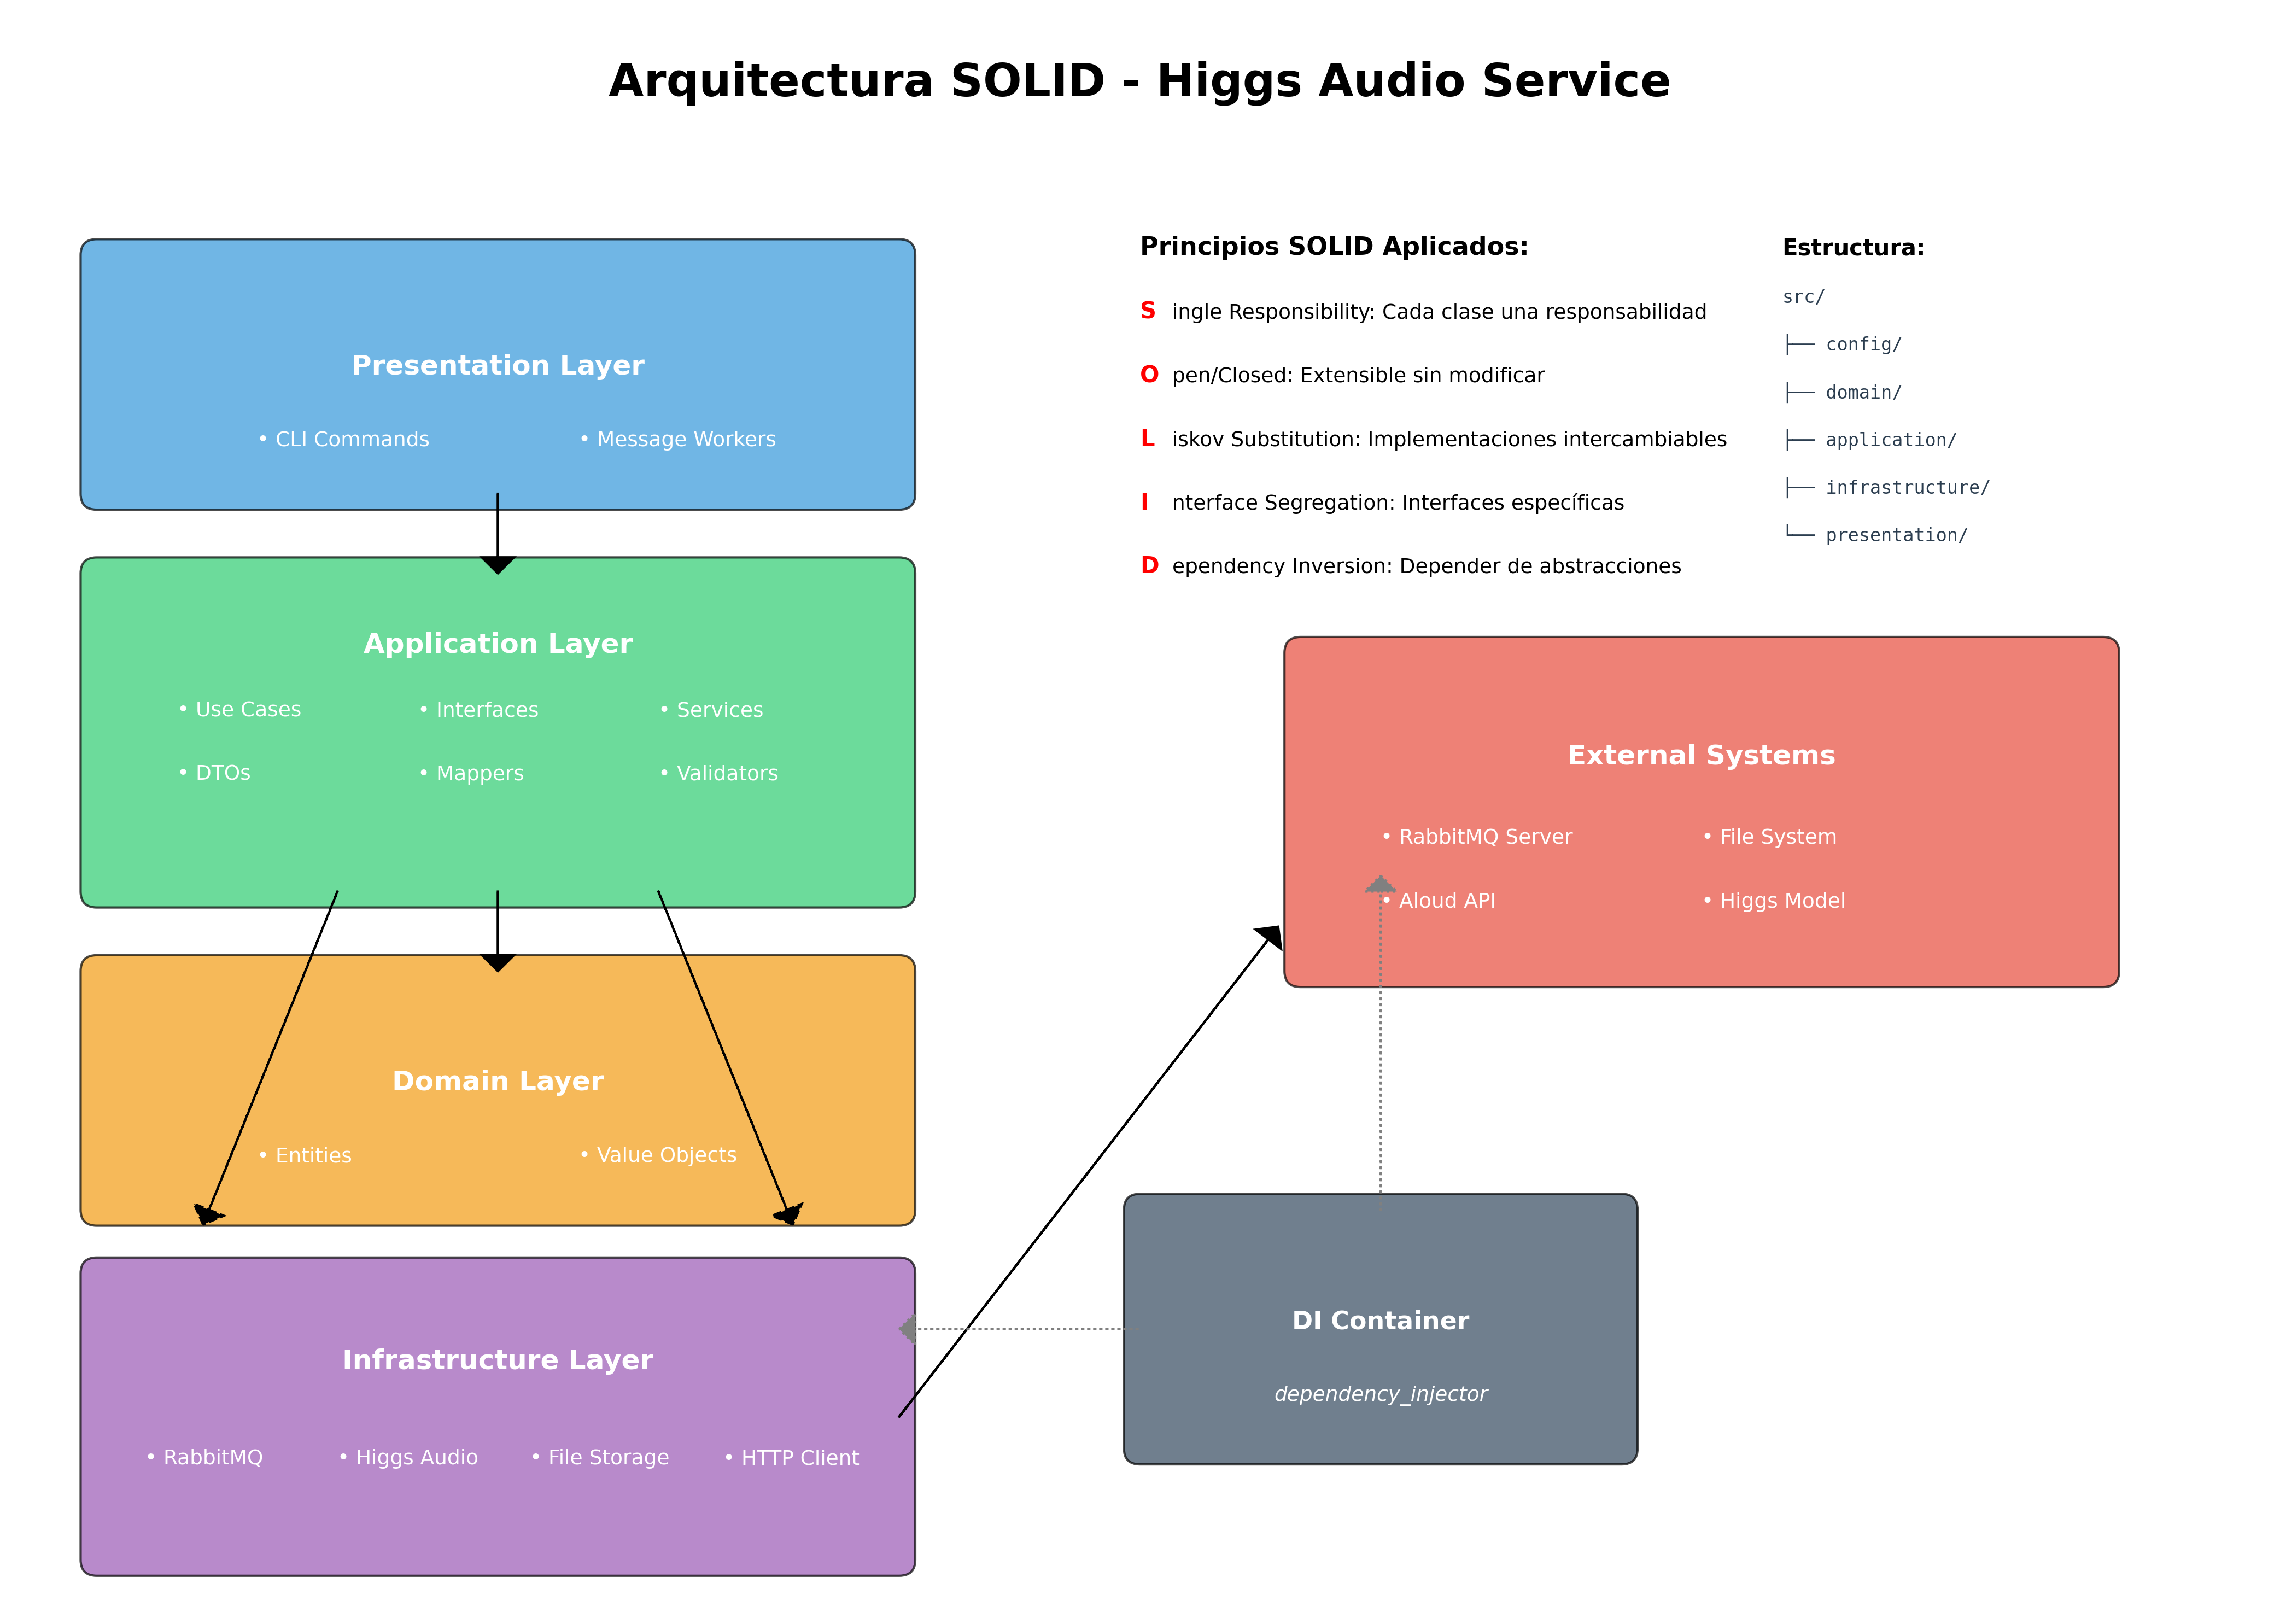 Arquitectura SOLID - Higgs Audio Service
Presentation Layer
• CLI Commands • Message Workers
Application Layer
• Use Cases • Interfaces • Services
• DTOs • Mappers • Validators
Domain Layer
• Entities • Value Objects
Infrastructure Layer
• RabbitMQ • Higgs Audio • File Storage • HTTP Client
Principios SOLID Aplicados:
S ingle Responsibility: Cada clase una responsabilidad
O pen/Closed: Extensible sin modificar
L iskov Substitution: Implementaciones intercambiables
I nterface Segregation: Interfaces específicas
D ependency Inversion: Depender de abstracciones
Estructura:
src/
├── config/
├── domain/
├── application/
├── infrastructure/
└── presentation/
External Systems
• RabbitMQ Server • File System
• Aloud API • Higgs Model
DI Container
dependency_injector